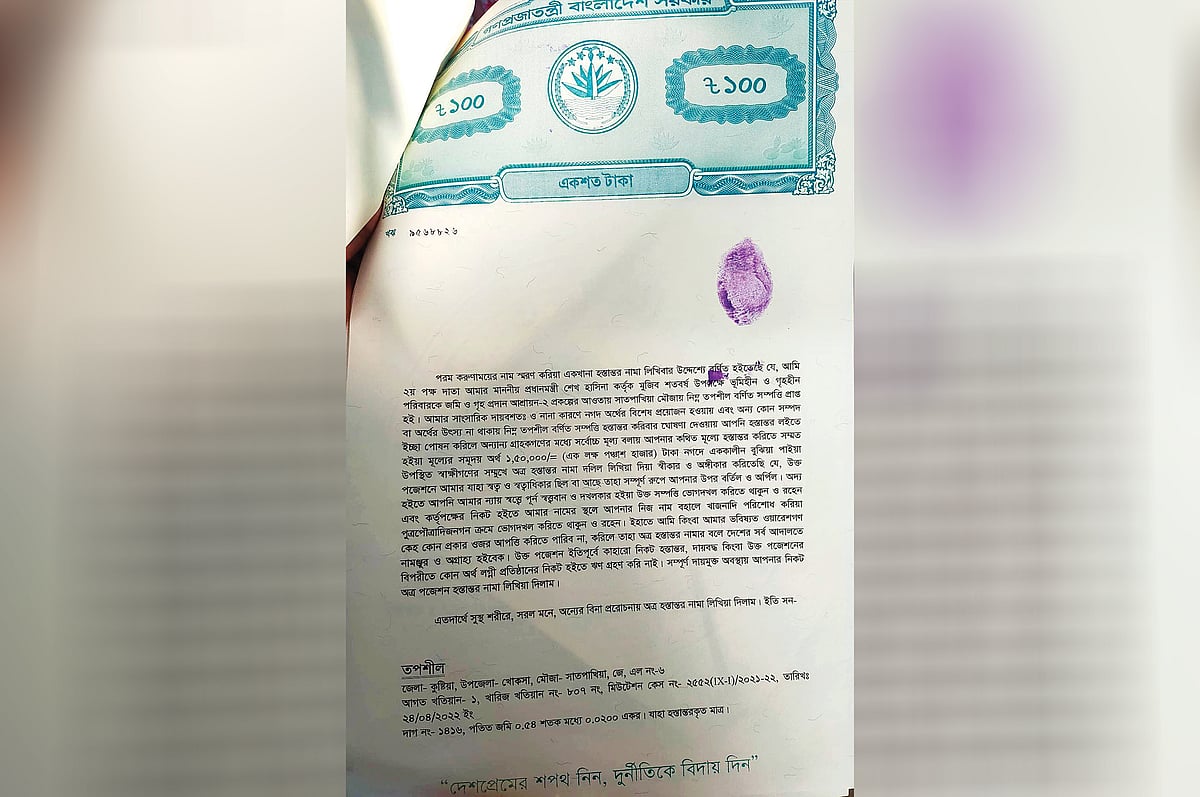 গণপ্রজাতন্ত্রী বাংলাদেশ সরকার
৳ ১০০
৳ ১০০
একশত টাকা
খঝ ৯৫৬৮৮২৬
পরম করুণাময়ের নাম স্মরণ করিয়া একখানা হস্তান্তর নামা লিখিবার উদ্দেশ্যে বর্ণিত হইতেছে যে, আমি
২য় পক্ষ দাতা আমার মাননীয় প্রধানমন্ত্রী শেখ হাসিনা কর্তৃক মুজিব শতবর্ষ উপলক্ষে ভূমিহীন ও গৃহহীন
পরিবারকে জমি ও গৃহ প্রদান আশ্রায়ন-২ প্রকল্পের আওতায় সাতপাখিয়া মৌজায় নিম্ন তপশীল বর্ণিত সম্পত্তি প্রাপ্ত
হই। আমার সাংসারিক দায়বশতঃ ও নানা কারণে নগদ অর্থের বিশেষ প্রয়োজন হওয়ায় এবং অন্য কোন সম্পদ
বা অর্থের উৎস্য না থাকায় নিম্ন তপশীল বর্ণিত সম্পত্তি হস্তান্তর করিবার ঘোষণা দেওয়ায় আপনি হস্তান্তর লইতে
ইচ্ছা পোষন করিলে অন্যান্য গ্রাহকগণের মধ্যে সর্বোচ্চ মূল্য বলায় আপনার কথিত মূল্যে হস্তান্তর করিতে সম্মত
হইয়া মূল্যের সমূদয় অর্থ ১,৫০,০০০/= (এক লক্ষ পঞ্চাশ হাজার) টাকা নগদে এককালীন বুঝিয়া পাইয়া
উপস্থিত স্বাক্ষীগণের সম্মুখে অত্র হস্তান্তর নামা দলিল লিখিয়া দিয়া স্বীকার ও অঙ্গীকার করিতেছি যে, উক্ত
পজেশনে আমার যাহা স্বত্ব ও স্বত্বাধিকার ছিল বা আছে তাহা সম্পূর্ণ রুপে আপনার উপর বর্তিল ও অর্পিল। অদ্য
হইতে আপনি আমার ন্যায় স্বত্ত্বে পূর্ন স্বত্ত্ববান ও দখলকার হইয়া উক্ত সম্পত্তি ভোগদখল করিতে থাকুন ও রহেন
এবং কর্তৃপক্ষের নিকট হইতে আমার নামের স্থলে আপনার নিজ নাম বহালে খাজনাদি পরিশোধ করিয়া
পুত্রপৌত্রাদিজনগন ক্রমে ভোগদখল করিতে থাকুন ও রহেন। ইহাতে আমি কিংবা আমার ভবিষ্যত ওয়ারেশগণ
কেহ কোন প্রকার ওজর আপত্তি করিতে পারিব না, করিলে তাহা অত্র হস্তান্তর নামার বলে দেশের সর্ব আদালতে
নামঞ্জুর ও অগ্রাহ্য হইবেক। উক্ত পজেশন ইতিপূর্বে কাহারো নিকট হস্তান্তর, দায়বদ্ধ কিংবা উক্ত পজেশনের
বিপরীতে কোন অর্থ লগ্নী প্রতিষ্ঠানের নিকট হইতে ঋণ গ্রহণ করি নাই। সম্পূর্ণ দায়মুক্ত অবস্থায় আপনার নিকট
অত্র পজেশন হস্তান্তর নামা লিখিয়া দিলাম।
এতদার্থে সুস্থ শরীরে, সরল মনে, অন্যের বিনা প্ররোচনায় অত্র হস্তান্তর নামা লিখিয়া দিলাম। ইতি সন-
তপশীল
জেলা- কুষ্টিয়া, উপজেলা- খোকসা, মৌজা- সাতপাখিয়া, জে, এল নং-৬
আগত খতিয়ান- ১, খারিজ খতিয়ান নং- ৮০৭ নং, মিউটেশন কেস নং- ২৫৫২(IX-I)/২০২১-২২, তারিখঃ
২৪/০৪/২০২২ ইং
দাগ নং- ১৪১৬, পতিত জমি ০.৫৪ শতক মধ্যে ০.০২০০ একর। যাহা হস্তান্তরকৃত মাত্র।
“দেশপ্রেমের শপথ নিন, দুর্নীতিকে বিদায় দিন”